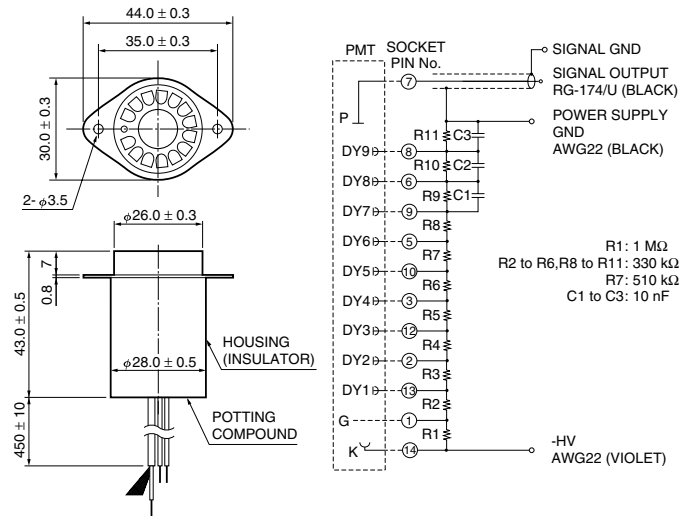 44.0 ± 0.3
35.0 ± 0.3
30.0 ± 0.3
2- φ3.5
φ26.0 ± 0.3
7
0.8
43.0 ± 0.5
φ28.0 ± 0.5
450 ± 10
HOUSING
(INSULATOR)
POTTING
COMPOUND
PMT
SOCKET
PIN No.
SIGNAL GND
SIGNAL OUTPUT
RG-174/U (BLACK)
POWER SUPPLY
GND
AWG22 (BLACK)
7
P
R11 C3
DY9 8
R10 C2
DY8 6
R9 C1
DY7 9
R8
DY6 5
R7
DY5 10
R6
DY4 3
R5
DY3 12
R4
DY2 2
R3
DY1 13
R2
G 1
R1
K 14
R1: 1 MΩ
R2 to R6,R8 to R11: 330 kΩ
R7: 510 kΩ
C1 to C3: 10 nF
-HV
AWG22 (VIOLET)